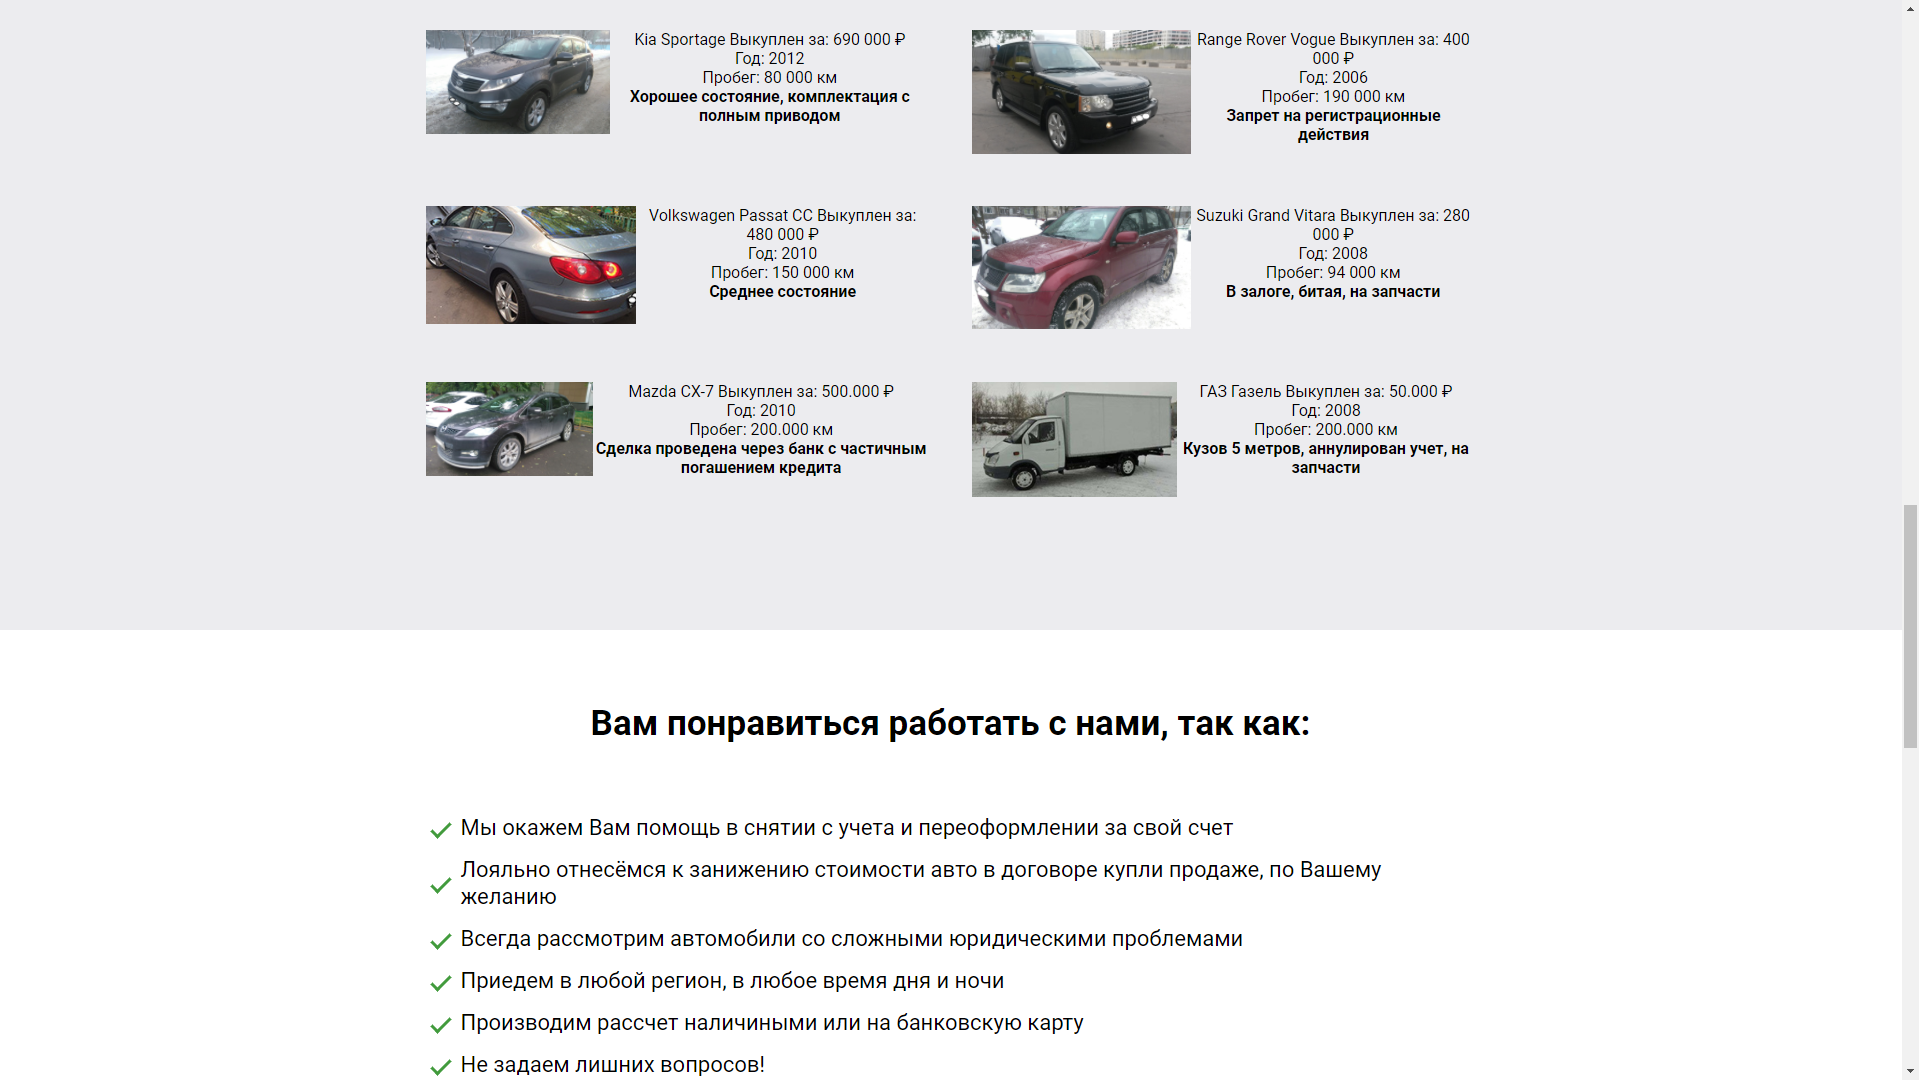 Kia Sportage Выкуплен за: 690 000 ₽
Год: 2012
Пробег: 80 000 км
Хорошее состояние, комплектация с
полным приводом
Range Rover Vogue Выкуплен за: 400
000 ₽
Год: 2006
Пробег: 190 000 км
Запрет на регистрационные
действия
Volkswagen Passat CC Выкуплен за:
480 000 ₽
Год: 2010
Пробег: 150 000 км
Среднее состояние
Suzuki Grand Vitara Выкуплен за: 280
000 ₽
Год: 2008
Пробег: 94 000 км
В залоге, битая, на запчасти
Mazda CX-7 Выкуплен за: 500.000 ₽
Год: 2010
Пробег: 200.000 км
Сделка проведена через банк с частичным
погашением кредита
ГАЗ Газель Выкуплен за: 50.000 ₽
Год: 2008
Пробег: 200.000 км
Кузов 5 метров, аннулирован учет, на
запчасти
Вам понравиться работать с нами, так как:
Мы окажем Вам помощь в снятии с учета и переоформлении за свой счет
Лояльно отнесёмся к занижению стоимости авто в договоре купли продаже, по Вашему
желанию
Всегда рассмотрим автомобили со сложными юридическими проблемами
Приедем в любой регион, в любое время дня и ночи
Производим рассчет наличиными или на банковскую карту
Не задаем лишних вопросов!